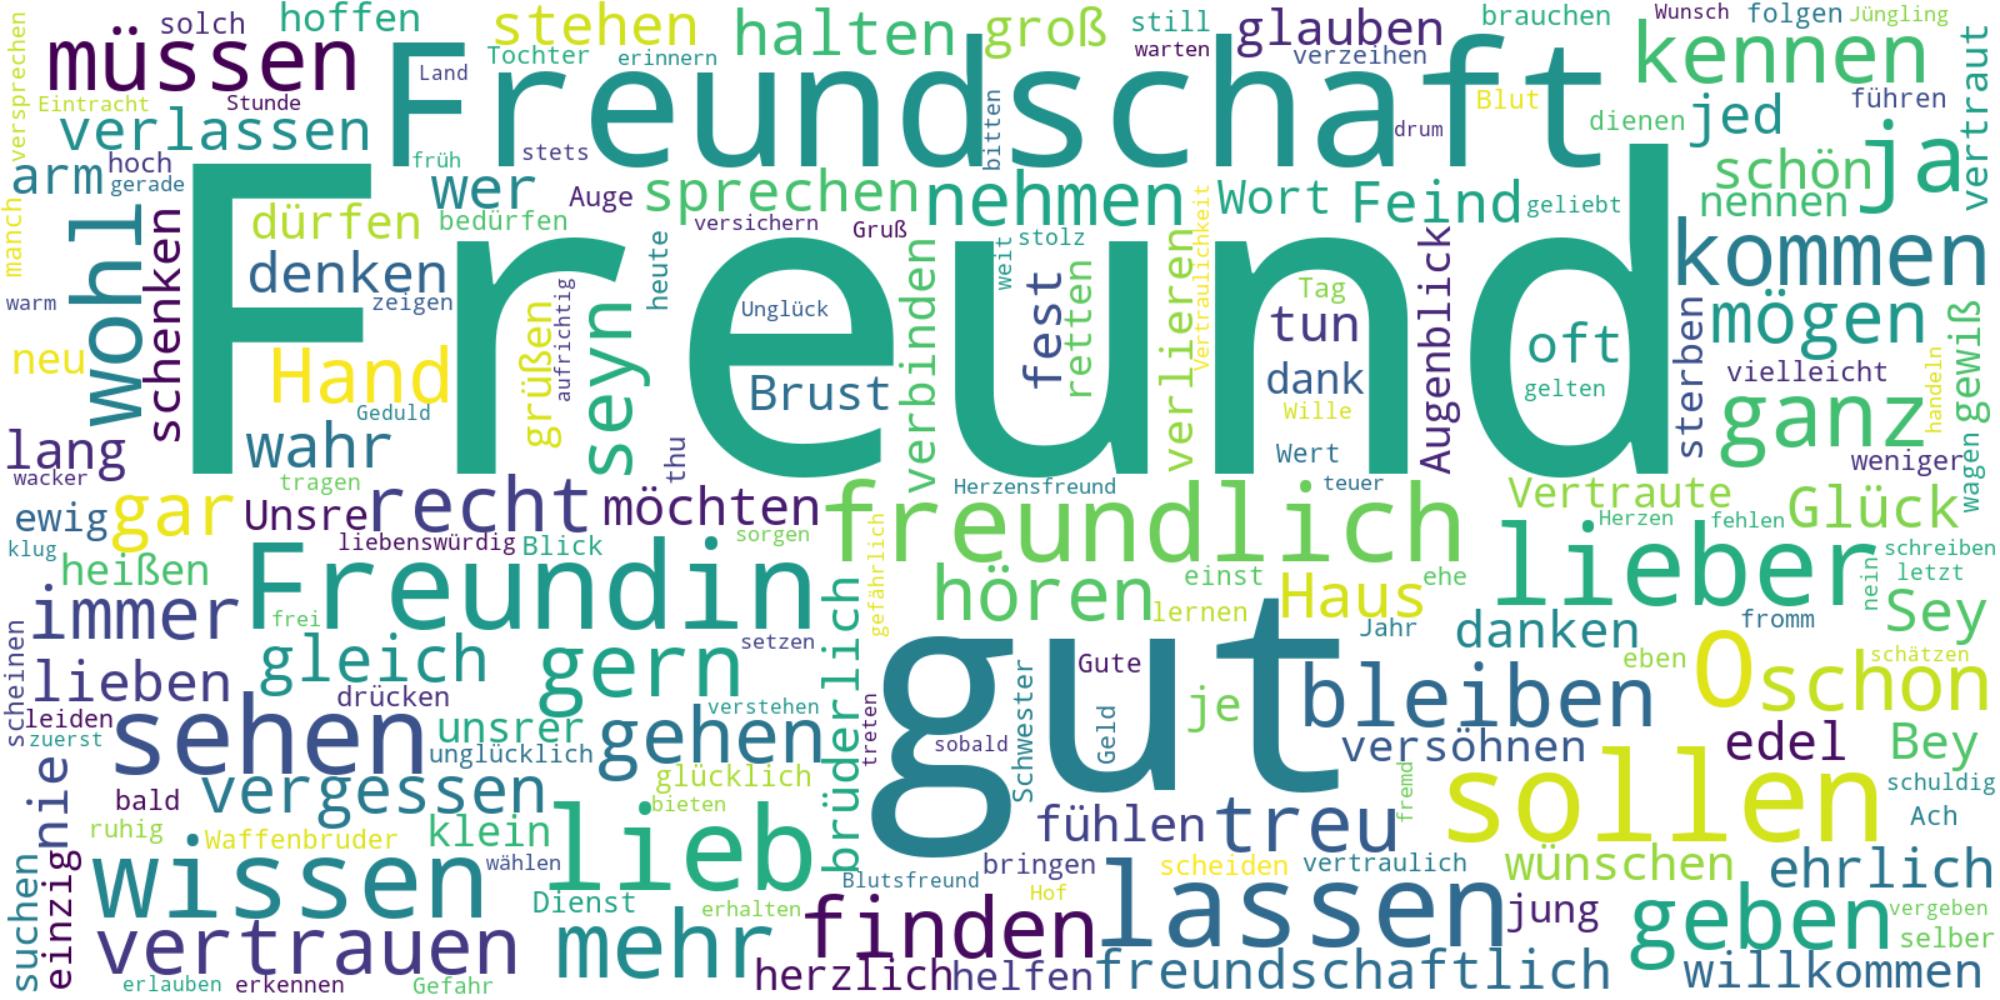 versprechen
solch
hoffen
stehen
halten
groß
still
glauben
brauchen
Wunsch
folgen
Jüngling
müssen
Freundschaft
Land
Tochter
erinnern
warten
verzeihen
kennen
vertraut
Eintracht
Stunde
verlassen
bitten
Blut
drum
dienen
jed
führen
ja
arm
hoch
gerade
früh
stets
wer
Auge
sprechen
nehmen
Wort
Feind
geliebt
schön
nennen
manch
wohl
schenken
dürfen
bedürfen
versichern
Gruß
Freund
denken
zeigen
heute
verbinden
weit
stolz
fest
retten
verlieren
Vertraulichkeit
Augenblick
kommen
warm
Unglück
Tag
tun
sterben
mögen
neu
Hand
grüßen
aufrichtig
seyn
Brust
dank
oft
gelten
vielleicht
handeln
gewiß
Geduld
Wille
ganz
lang
wacker
wahr
thu
Wert
weniger
wagen
tragen
Herzensfreund
teuer
ewig
gar
Unsre
recht
möchten
freundlich
Vertraute
Herzen
fehlen
Glück
klug
liebenswürdig
Blick
sorgen
gefährlich
lieber
schreiben
heißen
Freundin
hören
einst
Haus
ehe
nein
letzt
immer
frei
lernen
Jahr
danken
fromm
Sey
scheinen
lieben
gleich
gern
setzen
brüderlich
gut
Gute
eben
O
schon
schätzen
drücken
leiden
zuerst
sehen
unsrer
unglücklich
gehen
verstehen
treten
sobald
Schwester
Geld
je
bleiben
versöhnen
edel
Bey
nie
bald
vergessen
glücklich
bieten
fremd
sollen
schuldig
Ach
ruhig
Waffenbruder
klein
lieb
fühlen
treu
suchen
einzig
wissen
wählen
Dienst
Blutsfreund
bringen
scheiden
vertraulich
wünschen
ehrlich
vertrauen
mehr
erhalten
finden
Hof
lassen
jung
geben
vergeben
selber
erlauben
erkennen
Gefahr
herzlich
helfen
freundschaftlich
willkommen